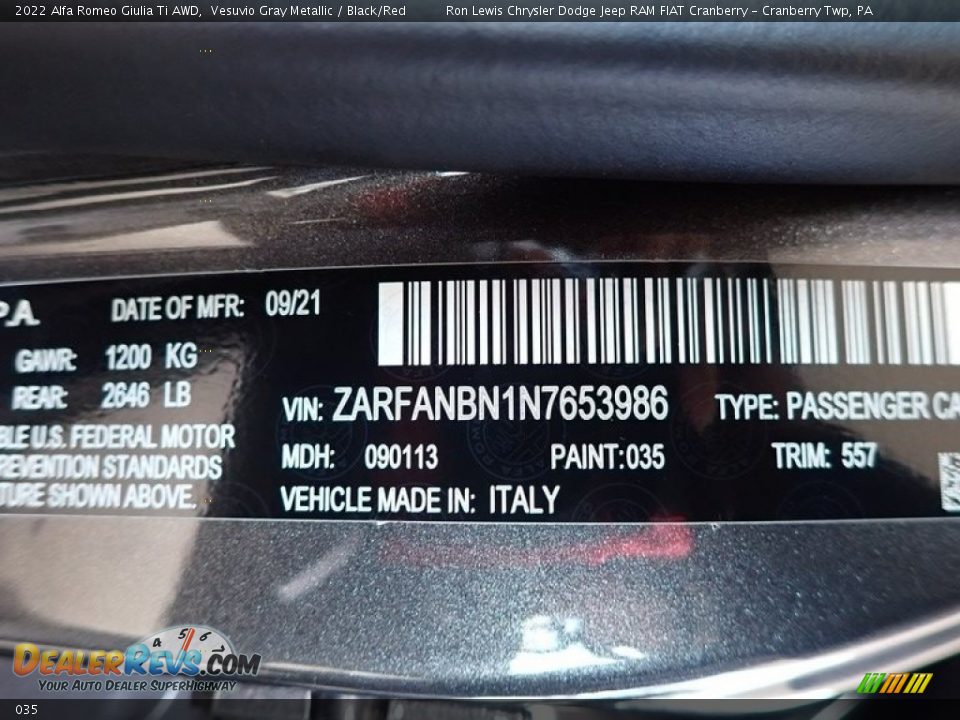 2022 Alfa Romeo Giulia Ti AWD, Vesuvio Gray Metallic / Black/Red Ron Lewis Chrysler Dodge Jeep RAM FIAT Cranberry - Cranberry Twp, PA
P.A. DATE OF MFR: 09/21
GAWR: 1200 KG
REAR: 2646 LB
VIN: ZARFANBN1N7653986 TYPE: PASSENGER CA
BLE U.S. FEDERAL MOTOR
MDH: 090113 PAINT:035 TRIM: 557
REVENTION STANDARDS
TURE SHOWN ABOVE.
VEHICLE MADE IN: ITALY
4 5 6
DEALERREVS.COM
YOUR AUTO DEALER SUPERHIGHWAY
035